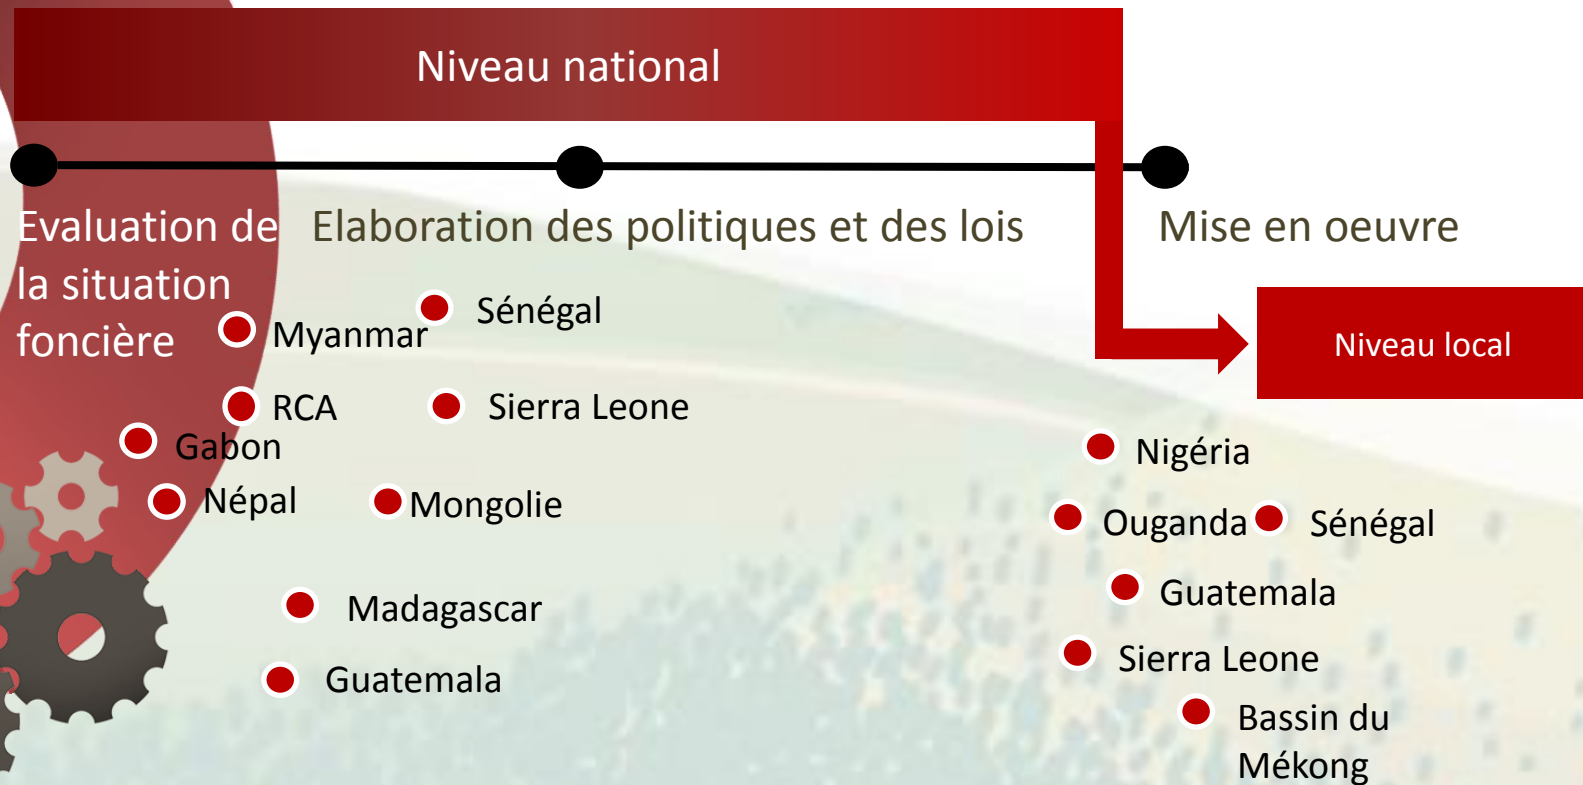 Niveau national
Evaluation de
la situation
foncière
Elaboration des politiques et des lois
Mise en oeuvre
Niveau local
Sénégal
Myanmar
RCA
Sierra Leone
Gabon
Népal
Mongolie
Madagascar
Guatemala
Nigéria
Ouganda
Sénégal
Guatemala
Sierra Leone
Bassin du
Mékong